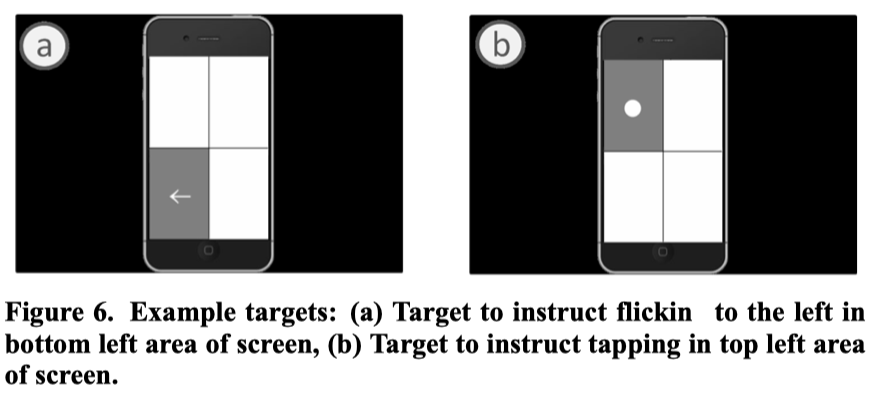 a
b
Figure 6. Example targets: (a) Target to instruct flickin to the left in
bottom left area of screen, (b) Target to instruct tapping in top left area
of screen.